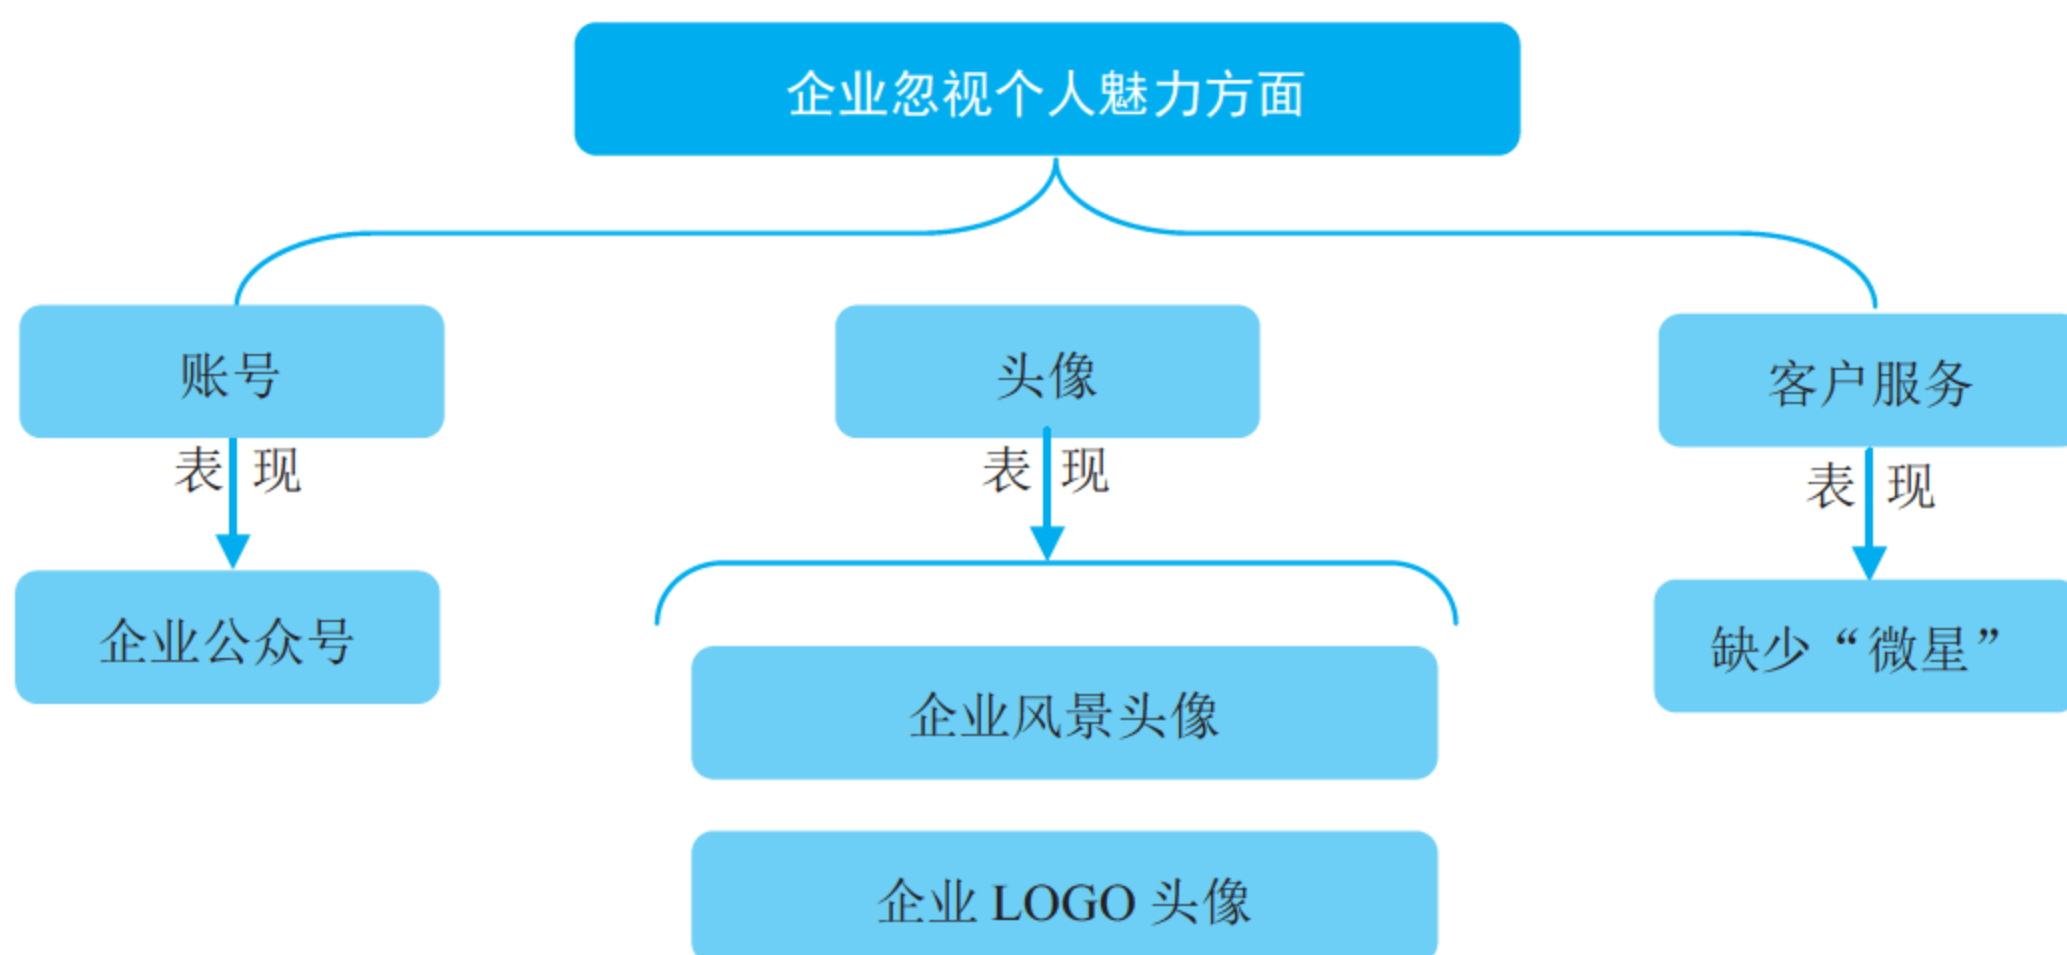 企业忽视个人魅力方面
账号
头像
客户服务
表现
表现
表现
企业公众号
缺少“微星”
企业风景头像
企业 LOGO 头像